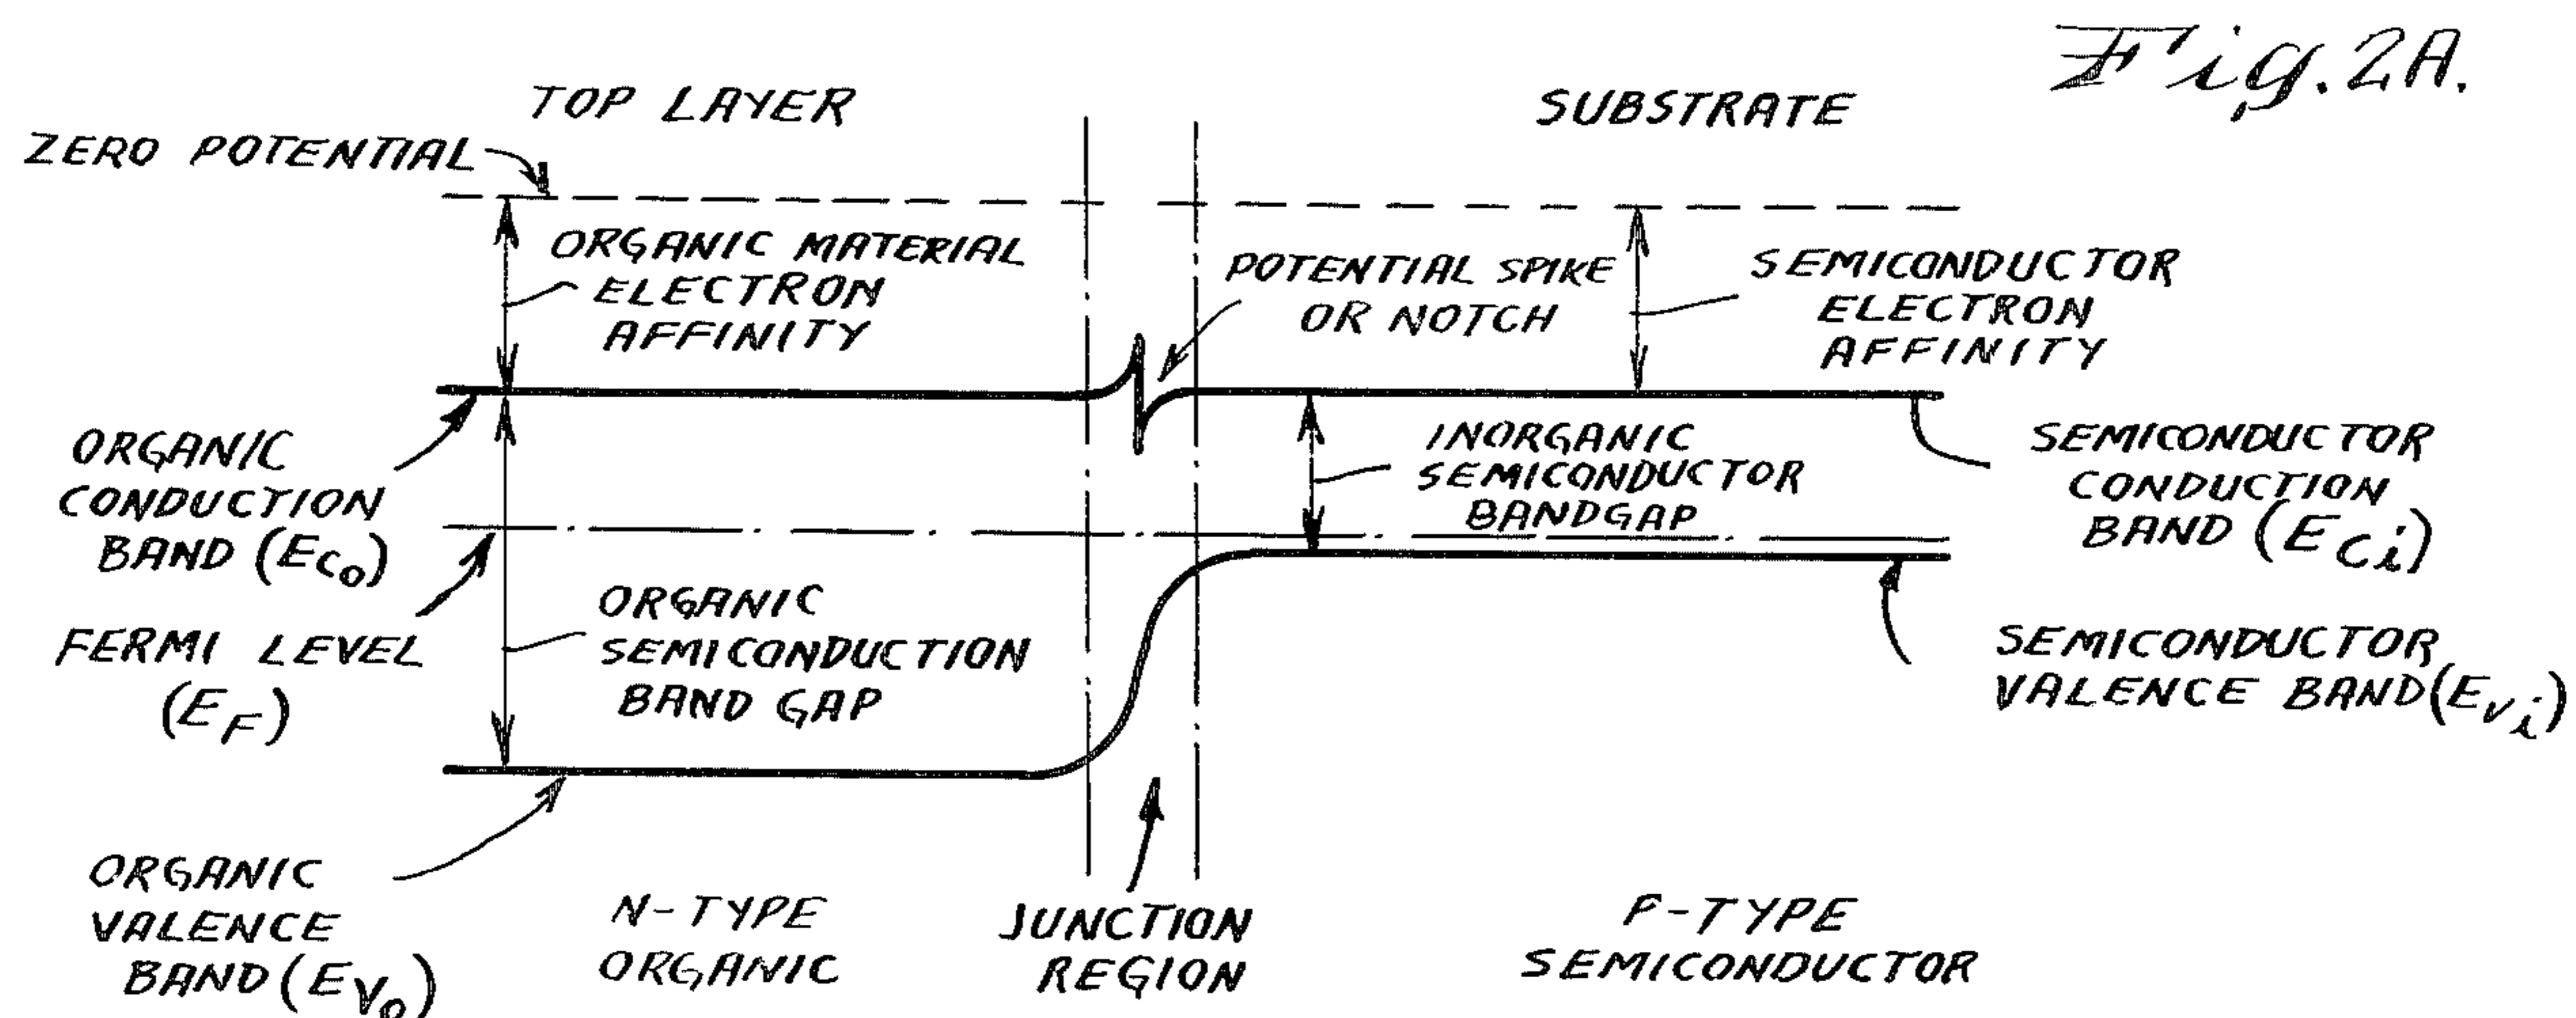 Fig. 2A.
TOP LAYER
SUBSTRATE
ZERO POTENTIAL
ORGANIC MATERIAL
ELECTRON
AFFINITY
POTENTIAL SPIKE
OR NOTCH
SEMICONDUCTOR
ELECTRON
AFFINITY
ORGANIC
CONDUCTION
BAND (ECo)
INORGANIC
SEMICONDUCTOR
BANDGAP
SEMICONDUCTOR
CONDUCTION
BAND (ECi)
FERMI LEVEL
(EF)
ORGANIC
SEMICONDUCTION
BAND GAP
SEMICONDUCTOR
VALENCE BAND (EVi)
ORGANIC
VALENCE
BAND (EVo)
N-TYPE
ORGANIC
JUNCTION
REGION
P-TYPE
SEMICONDUCTOR